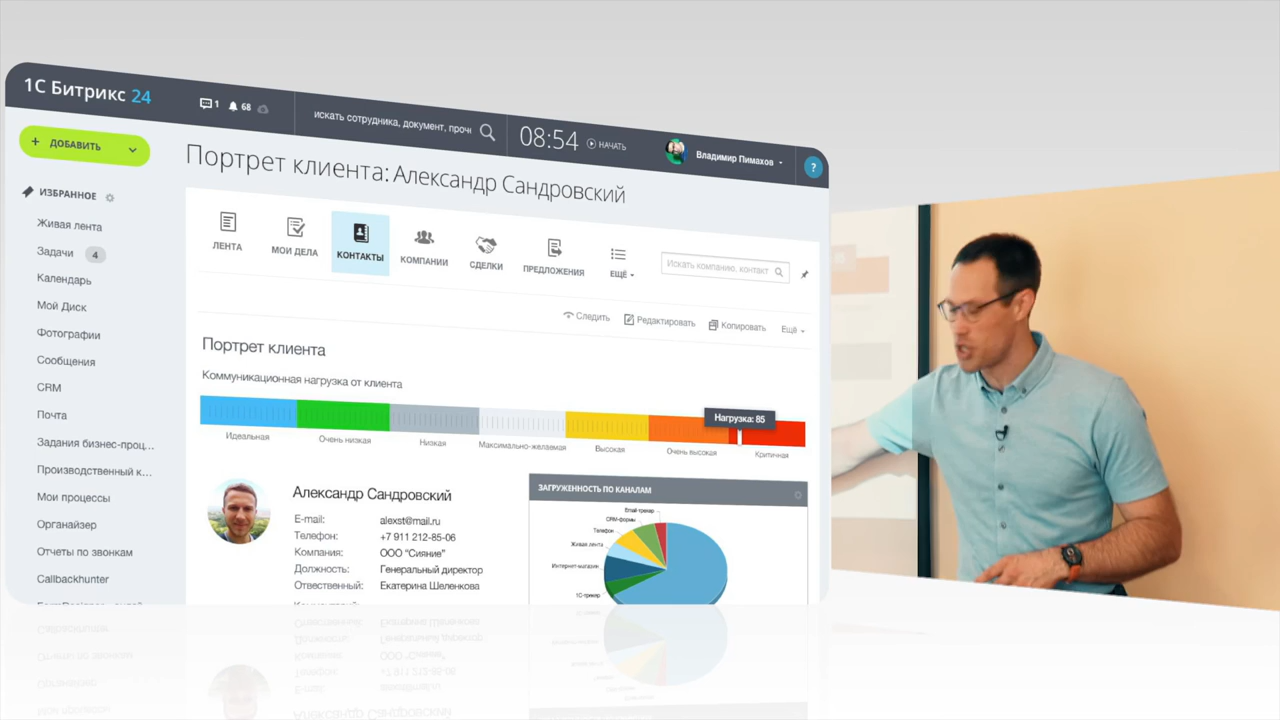 1С Битрикс 24
1
68
искать сотрудника, документ, проч
08:54
НАЧАТЬ
Владимир Пимахов
?
+ ДОБАВИТЬ
ИЗБРАННОЕ
Живая лента
Задачи 4
Календарь
Мой Диск
Фотографии
Сообщения
CRM
Почта
Задания бизнес-проц...
Производственный к...
Мои процессы
Органайзер
Отчеты по звонкам
Callbackhunter
Портрет клиента: Александр Сандровский
ЛЕНТА
МОИ ДЕЛА
КОНТАКТЫ
КОМПАНИИ
СДЕЛКИ
ПРЕДЛОЖЕНИЯ
ЕЩЁ
Искать компанию, контакт
Следить
Редактировать
Копировать
Ещё
Портрет клиента
Коммуникационная нагрузка от клиента
Нагрузка: 85
Идеальная
Очень низкая
Низкая
Максимально-желаемая
Высокая
Очень высокая
Критичная
Александр Сандровский
E-mail: alexst@mail.ru
Телефон: +7 911 212-85-06
Компания: ООО "Сияние"
Должность: Генеральный директор
Отвественный: Екатерина Шеленкова
ЗАГРУЖЕННОСТЬ ПО КАНАЛАМ
Email-трекер
CRM-формы
Телефон
Живая лента
Интернет-магазин
1С-трекер